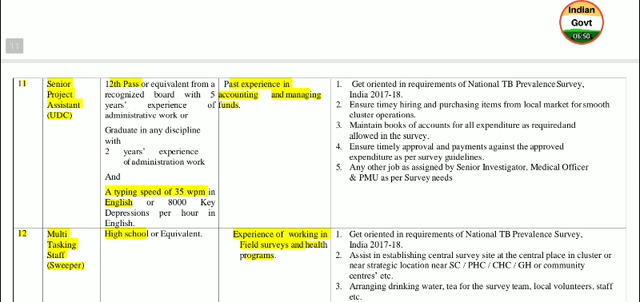 Indian
Govt
06:50
11
11
Senior
Project
Assistant
(UDC)
12th Pass or equivalent from a
recognized board with 5
years' experience of
administrative work or
Graduate in any discipline
with
2 years' experience
of administration work
And
A typing speed of 35 wpm in
English or 8000 Key
Depressions per hour in
English.
Past experience in
accounting and managing
funds.
1. Get oriented in requirements of National TB Prevalence Survey,
India 2017-18.
2. Ensure timey hiring and purchasing items from local market for smooth
cluster operations.
3. Maintain books of accounts for all expenditure as requiredand
allowed in the survey.
4. Ensure timely approval and payments against the approved
expenditure as per survey guidelines.
5. Any other job as assigned by Senior Investigator, Medical Officer
& PMU as per Survey needs
12
Multi
Tasking
Staff
(Sweeper)
High school or Equivalent.
Experience of working in
Field surveys and health
programs.
1. Get oriented in requirements of National TB Prevalence Survey,
India 2017-18.
2. Assist in establishing central survey site at the central place in cluster or
near strategic location near SC / PHC / CHC / GH or community
centres' etc.
3. Arranging drinking water, tea for the survey team, local volunteers, staff
etc.